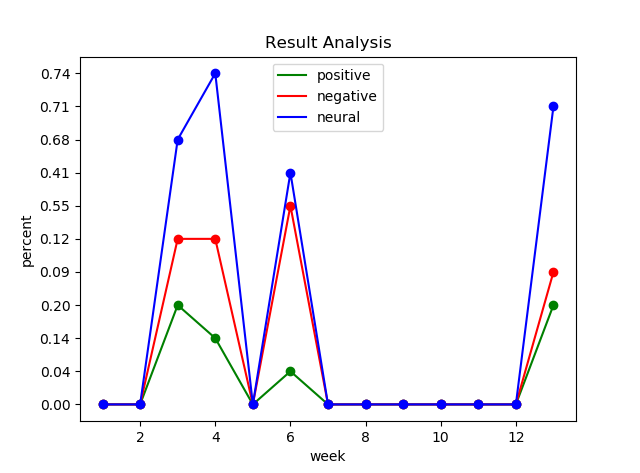 Result Analysis
positive
negative
neural
percent
0.74
0.71
0.68
0.41
0.55
0.12
0.09
0.20
0.14
0.04
0.00
2 4 6 8 10 12
week